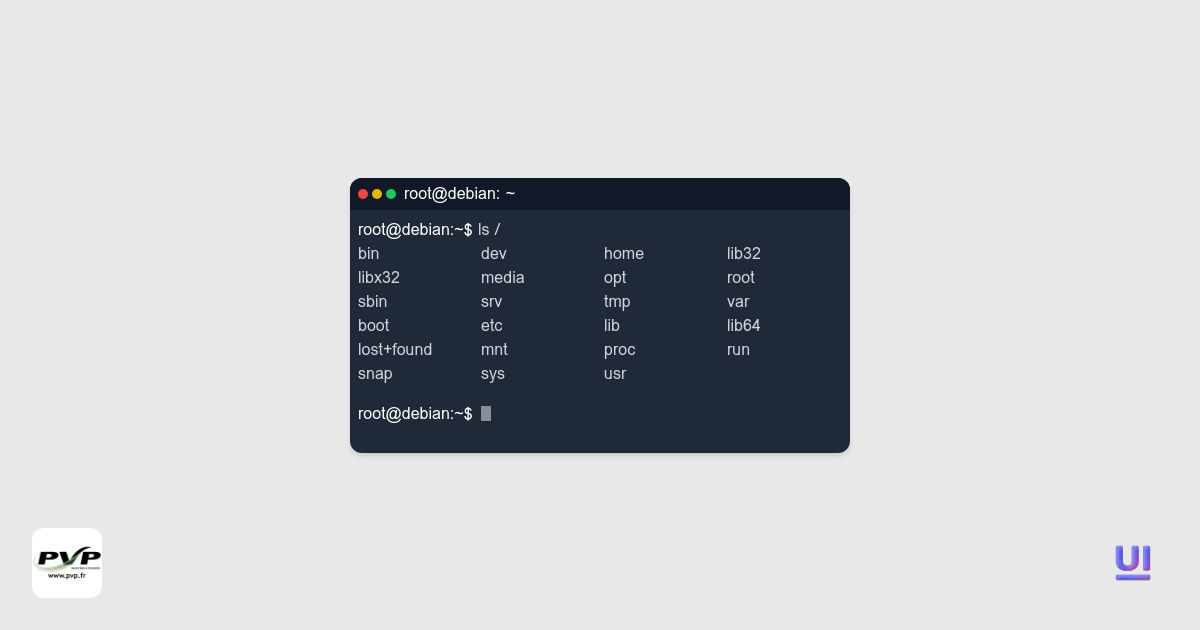 root@debian: ~
root@debian:~$ ls /
bin dev home lib32
libx32 media opt root
sbin srv tmp var
boot etc lib lib64
lost+found mnt proc run
snap sys usr
root@debian:~$
PVP
www.pvp.fr
UI